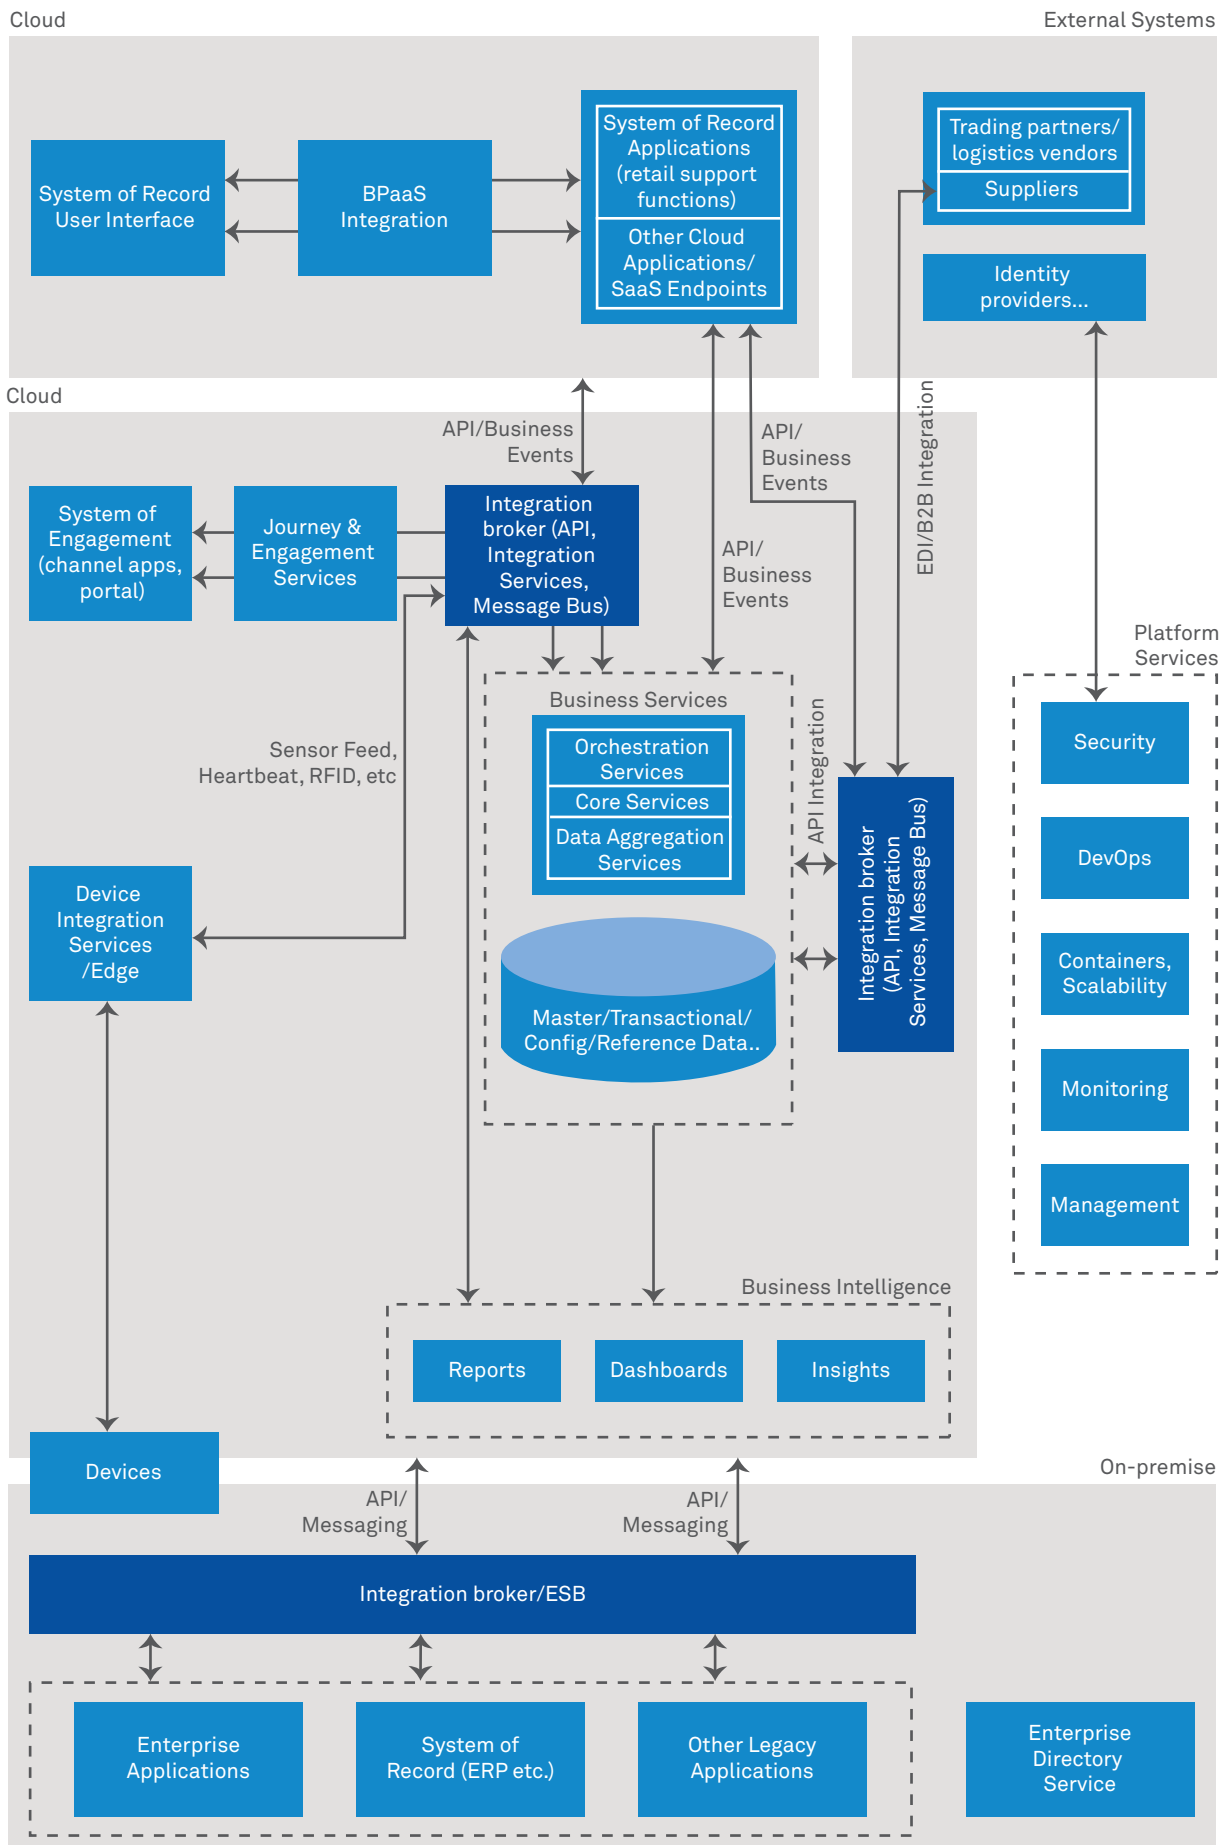 Cloud
External Systems
System of Record
User Interface
BPaaS
Integration
System of Record
Applications
(retail support
functions)
Other Cloud
Applications/
SaaS Endpoints
Trading partners/
logistics vendors
Suppliers
Identity
providers...
Cloud
API/Business
Events
API/
Business
Events
EDI/B2B Integration
System of
Engagement
(channel apps,
portal)
Journey &
Engagement
Services
Integration
broker (API,
Integration
Services,
Message Bus)
API/
Business
Events
Platform
Services
Business Services
Orchestration
Services
Core Services
Data Aggregation
Services
API Integration
Sensor Feed,
Heartbeat, RFID, etc
Security
DevOps
Containers,
Scalability
Monitoring
Management
Device
Integration
Services
/Edge
Integration broker
(API, Integration
Services, Message Bus)
Master/Transactional/
Config/Reference Data..
Business Intelligence
Reports
Dashboards
Insights
Devices
On-premise
API/
Messaging
API/
Messaging
Integration broker/ESB
Enterprise
Applications
System of
Record (ERP etc.)
Other Legacy
Applications
Enterprise
Directory
Service